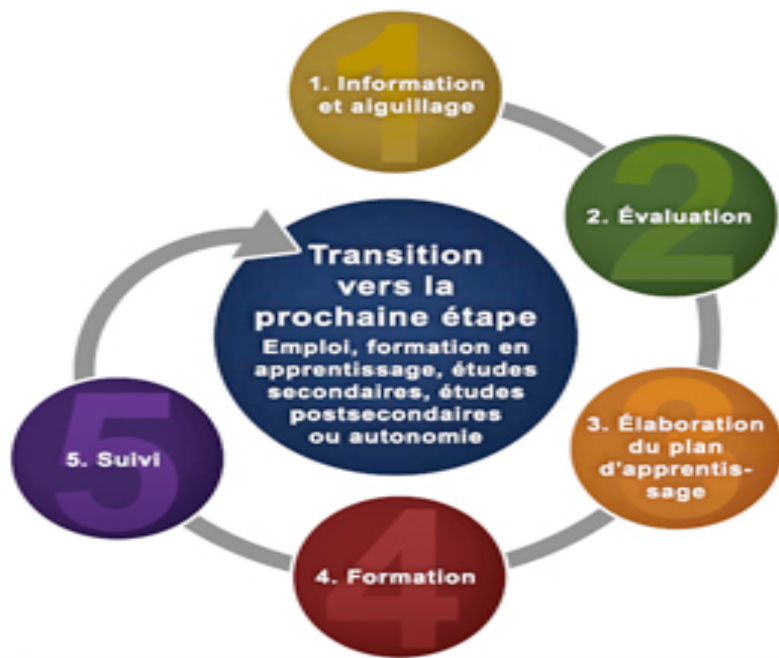 1. Information
et aiguillage
2. Évaluation
3. Élaboration
du plan
d'apprentis-
sage
4. Formation
5. Suivi
Transition
vers la
prochaine étape
Emploi, formation en
apprentissage, études
secondaires, études
postsecondaires
ou autonomie